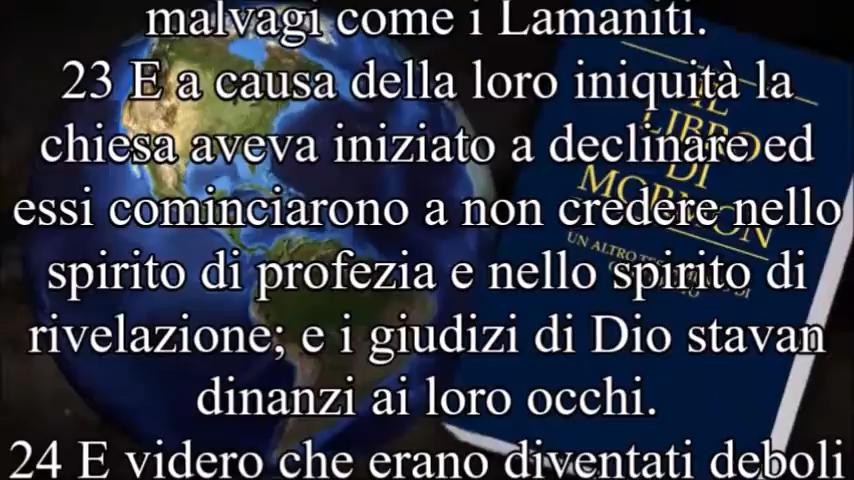 malvagi come i Lamaniti.
23 E a causa della loro iniquità la
chiesa aveva iniziato a declinare ed
essi cominciarono a non credere nello
spirito di profezia e nello spirito di
rivelazione; e i giudizi di Dio stavan
dinanzi ai loro occhi.
24 E videro che erano diventati deboli
IL
LIBRO
DI
MORMON
UN ALTRO
DI